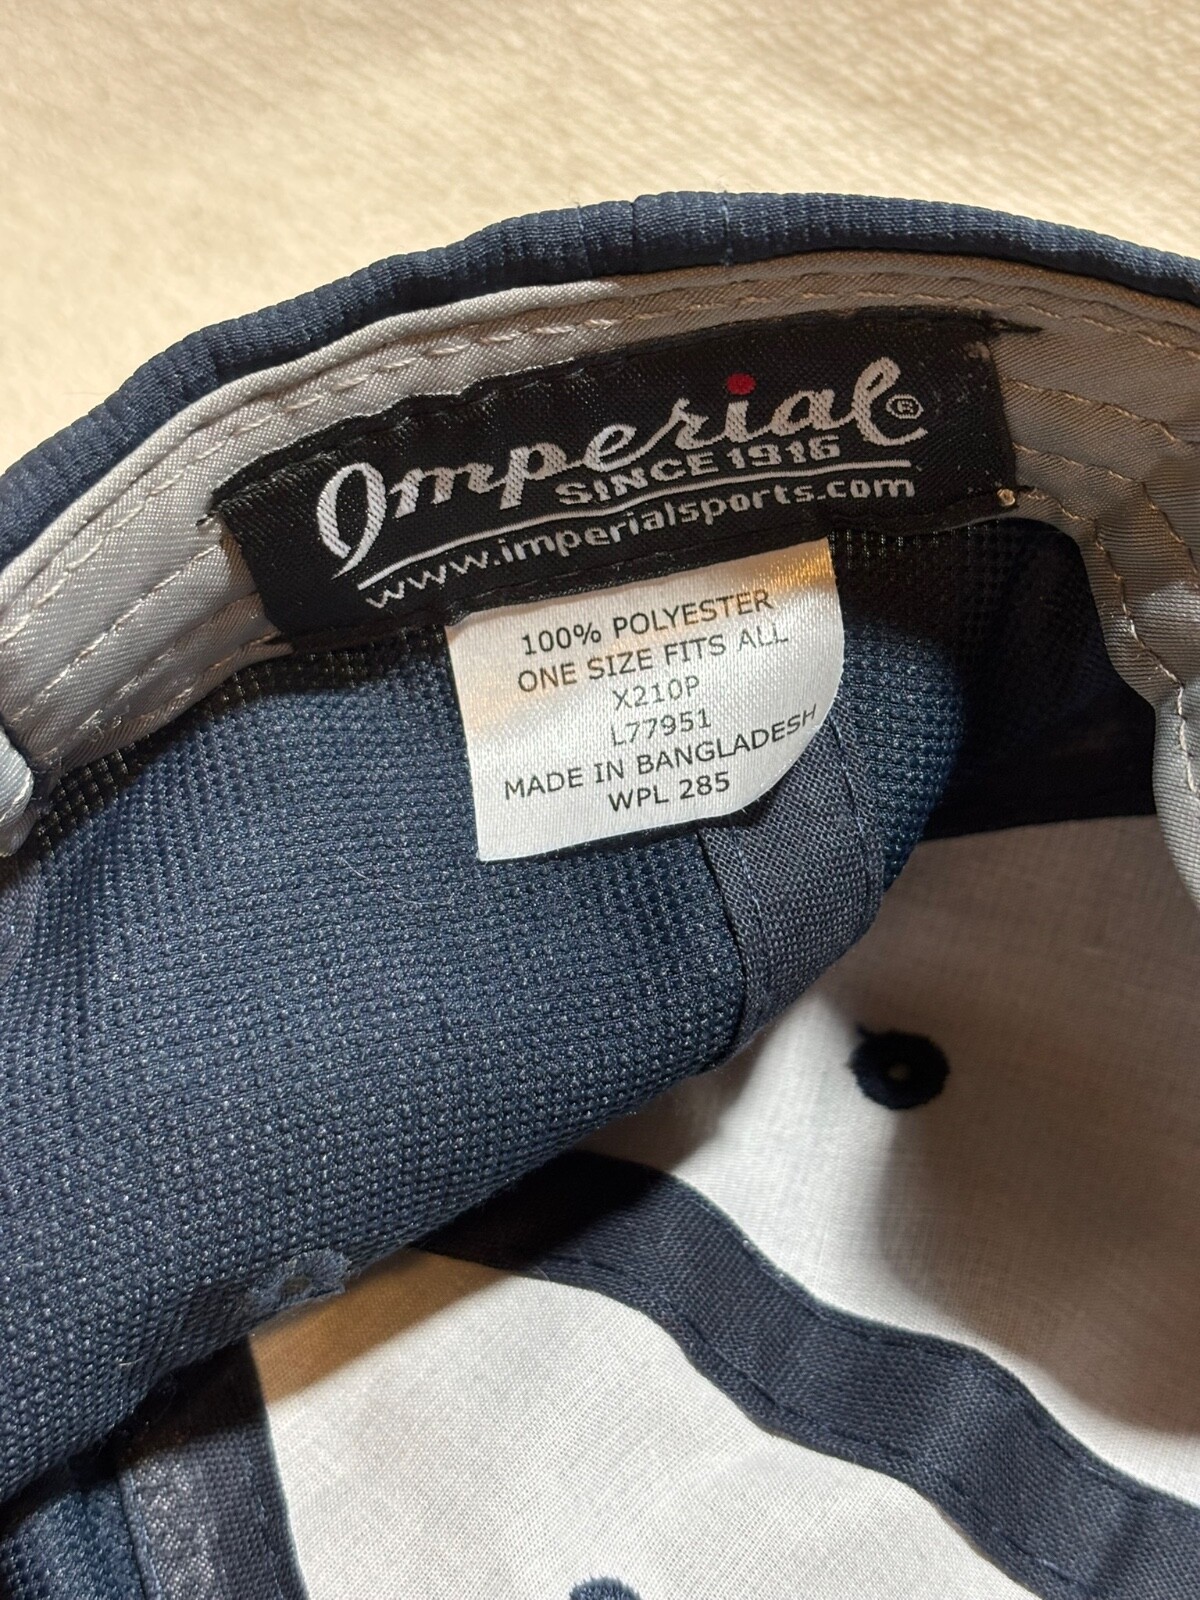 Imperial®
SINCE 1916
www.imperialsports.com
100% POLYESTER
ONE SIZE FITS ALL
X210P
L77951
MADE IN BANGLADESH
WPL 285